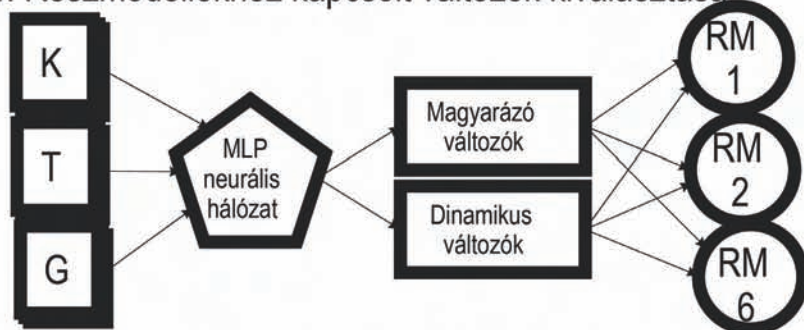 K
T
G
MLP
neurális
hálózat
Magyarázó
változók
Dinamikus
változók
RM
1
RM
2
RM
6